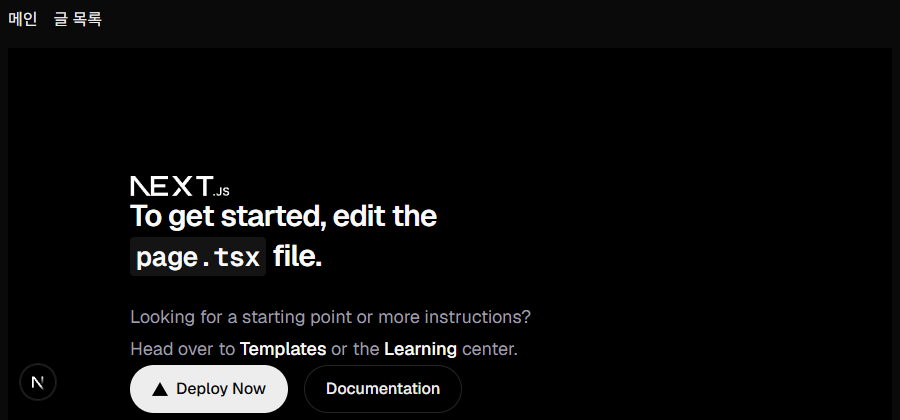 메인 글 목록
NEXT.JS
To get started, edit the
page.tsx file.
Looking for a starting point or more instructions?
Head over to Templates or the Learning center.
Deploy Now Documentation
N